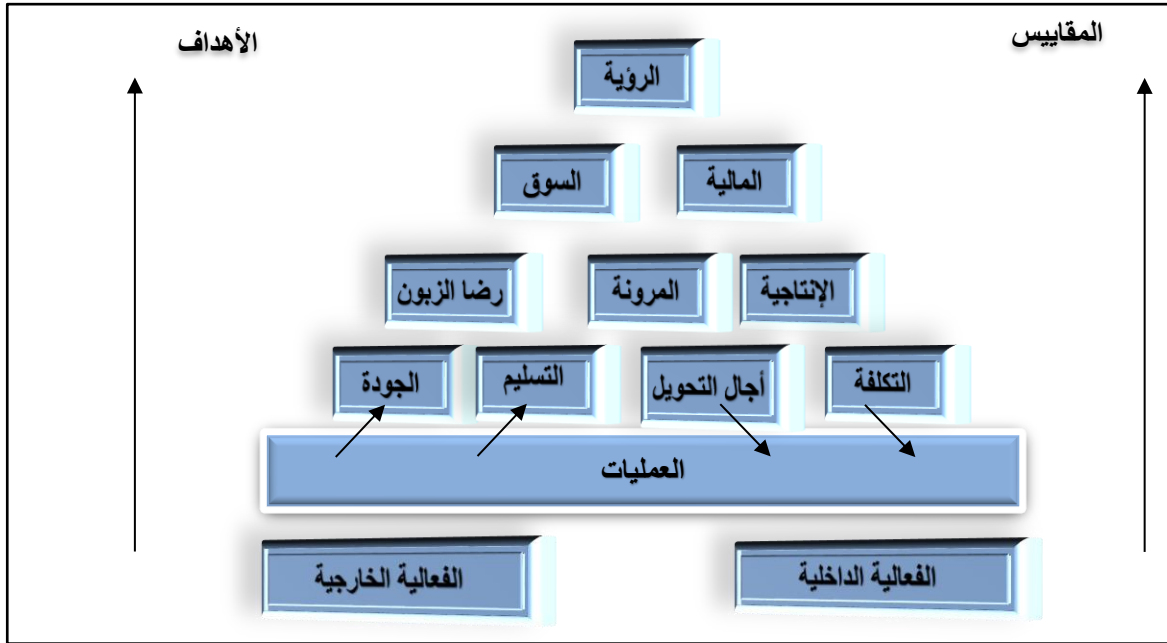 المقاييس
الأهداف
الرؤية
المالية
السوق
الإنتاجية
المرونة
رضا الزبون
التكلفة
أجال التحويل
التسليم
الجودة
العمليات
الفعالية الداخلية
الفعالية الخارجية